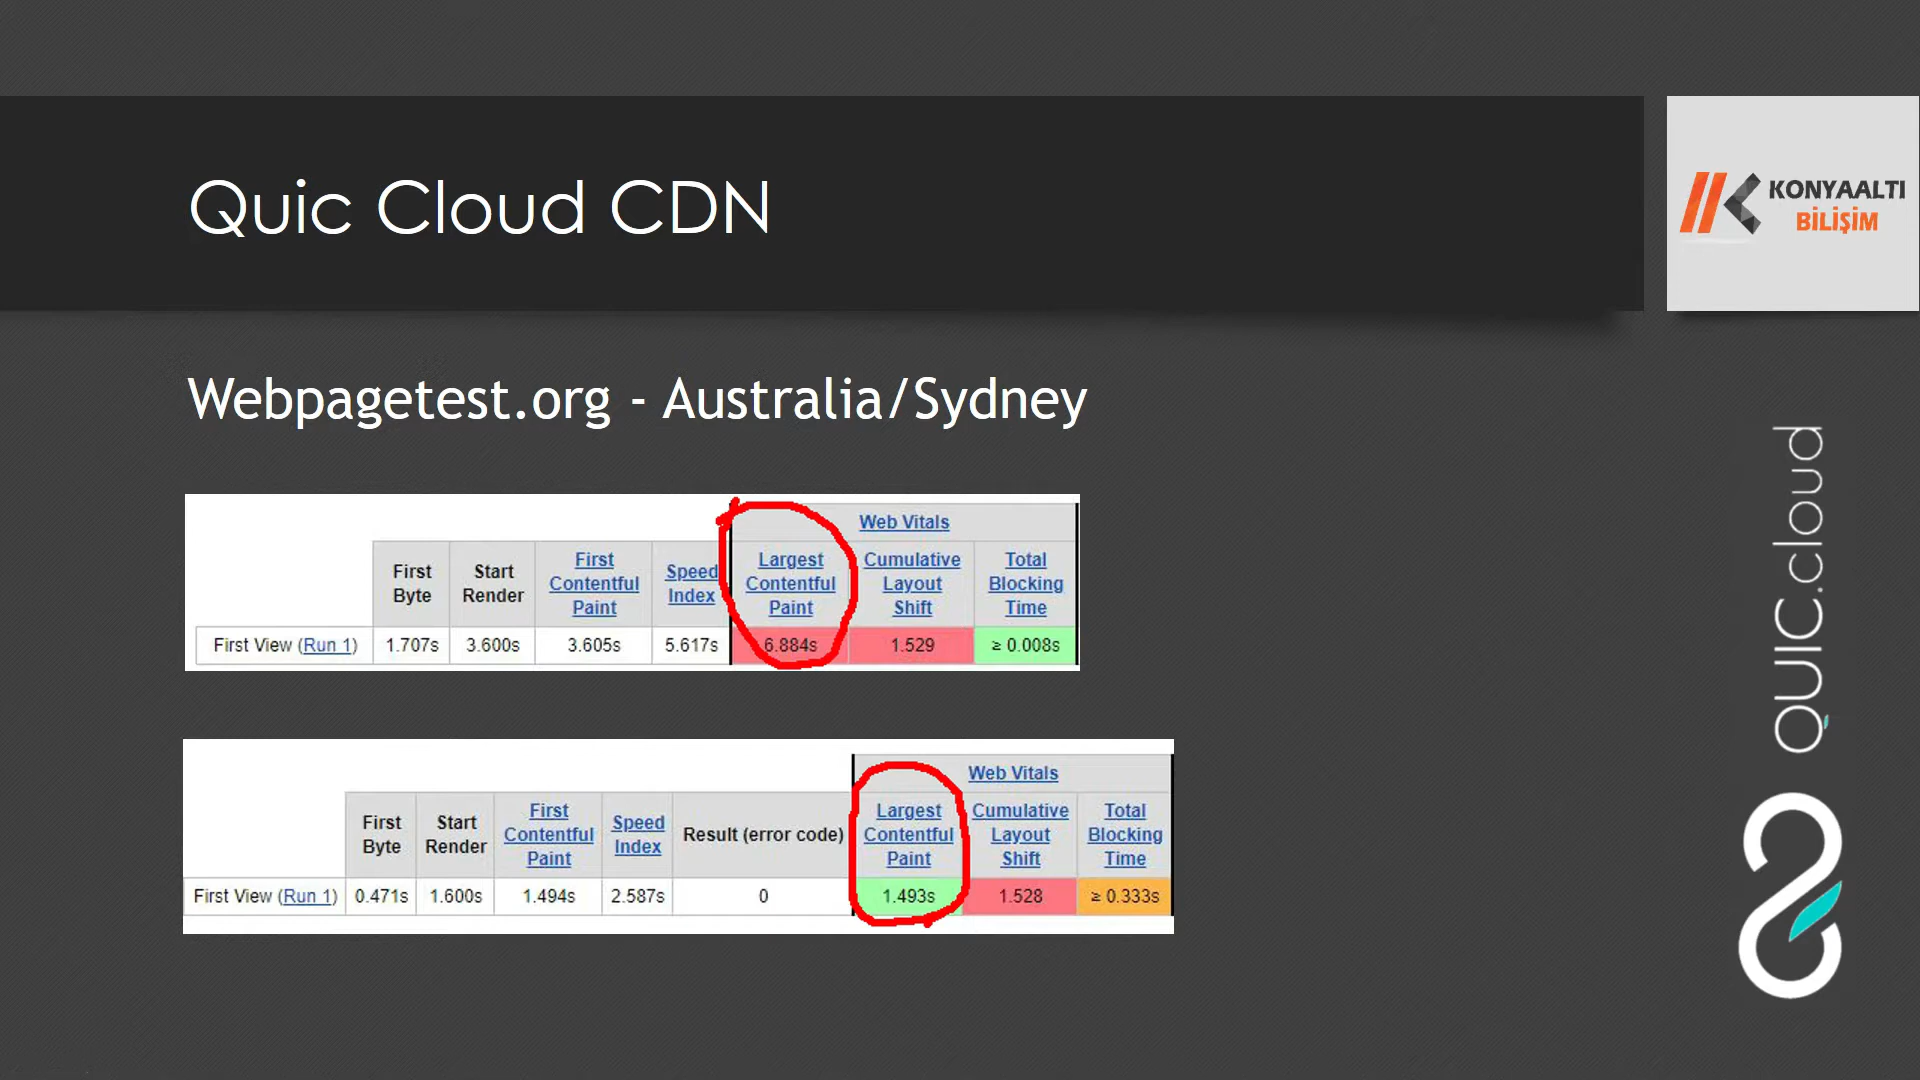 Quic Cloud CDN
KONYAALTI
BİLİŞİM
Webpagetest.org - Australia/Sydney
Web Vitals
First Byte Start Render First Contentful Paint Speed Index Largest Contentful Paint Cumulative Layout Shift Total Blocking Time
First View (Run 1) 1.707s 3.600s 3.605s 5.617s 6.884s 1.529 ≥ 0.008s
Web Vitals
First Byte Start Render First Contentful Paint Speed Index Result (error code) Largest Contentful Paint Cumulative Layout Shift Total Blocking Time
First View (Run 1) 0.471s 1.600s 1.494s 2.587s 0 1.493s 1.528 ≥ 0.333s
QUIC.cloud